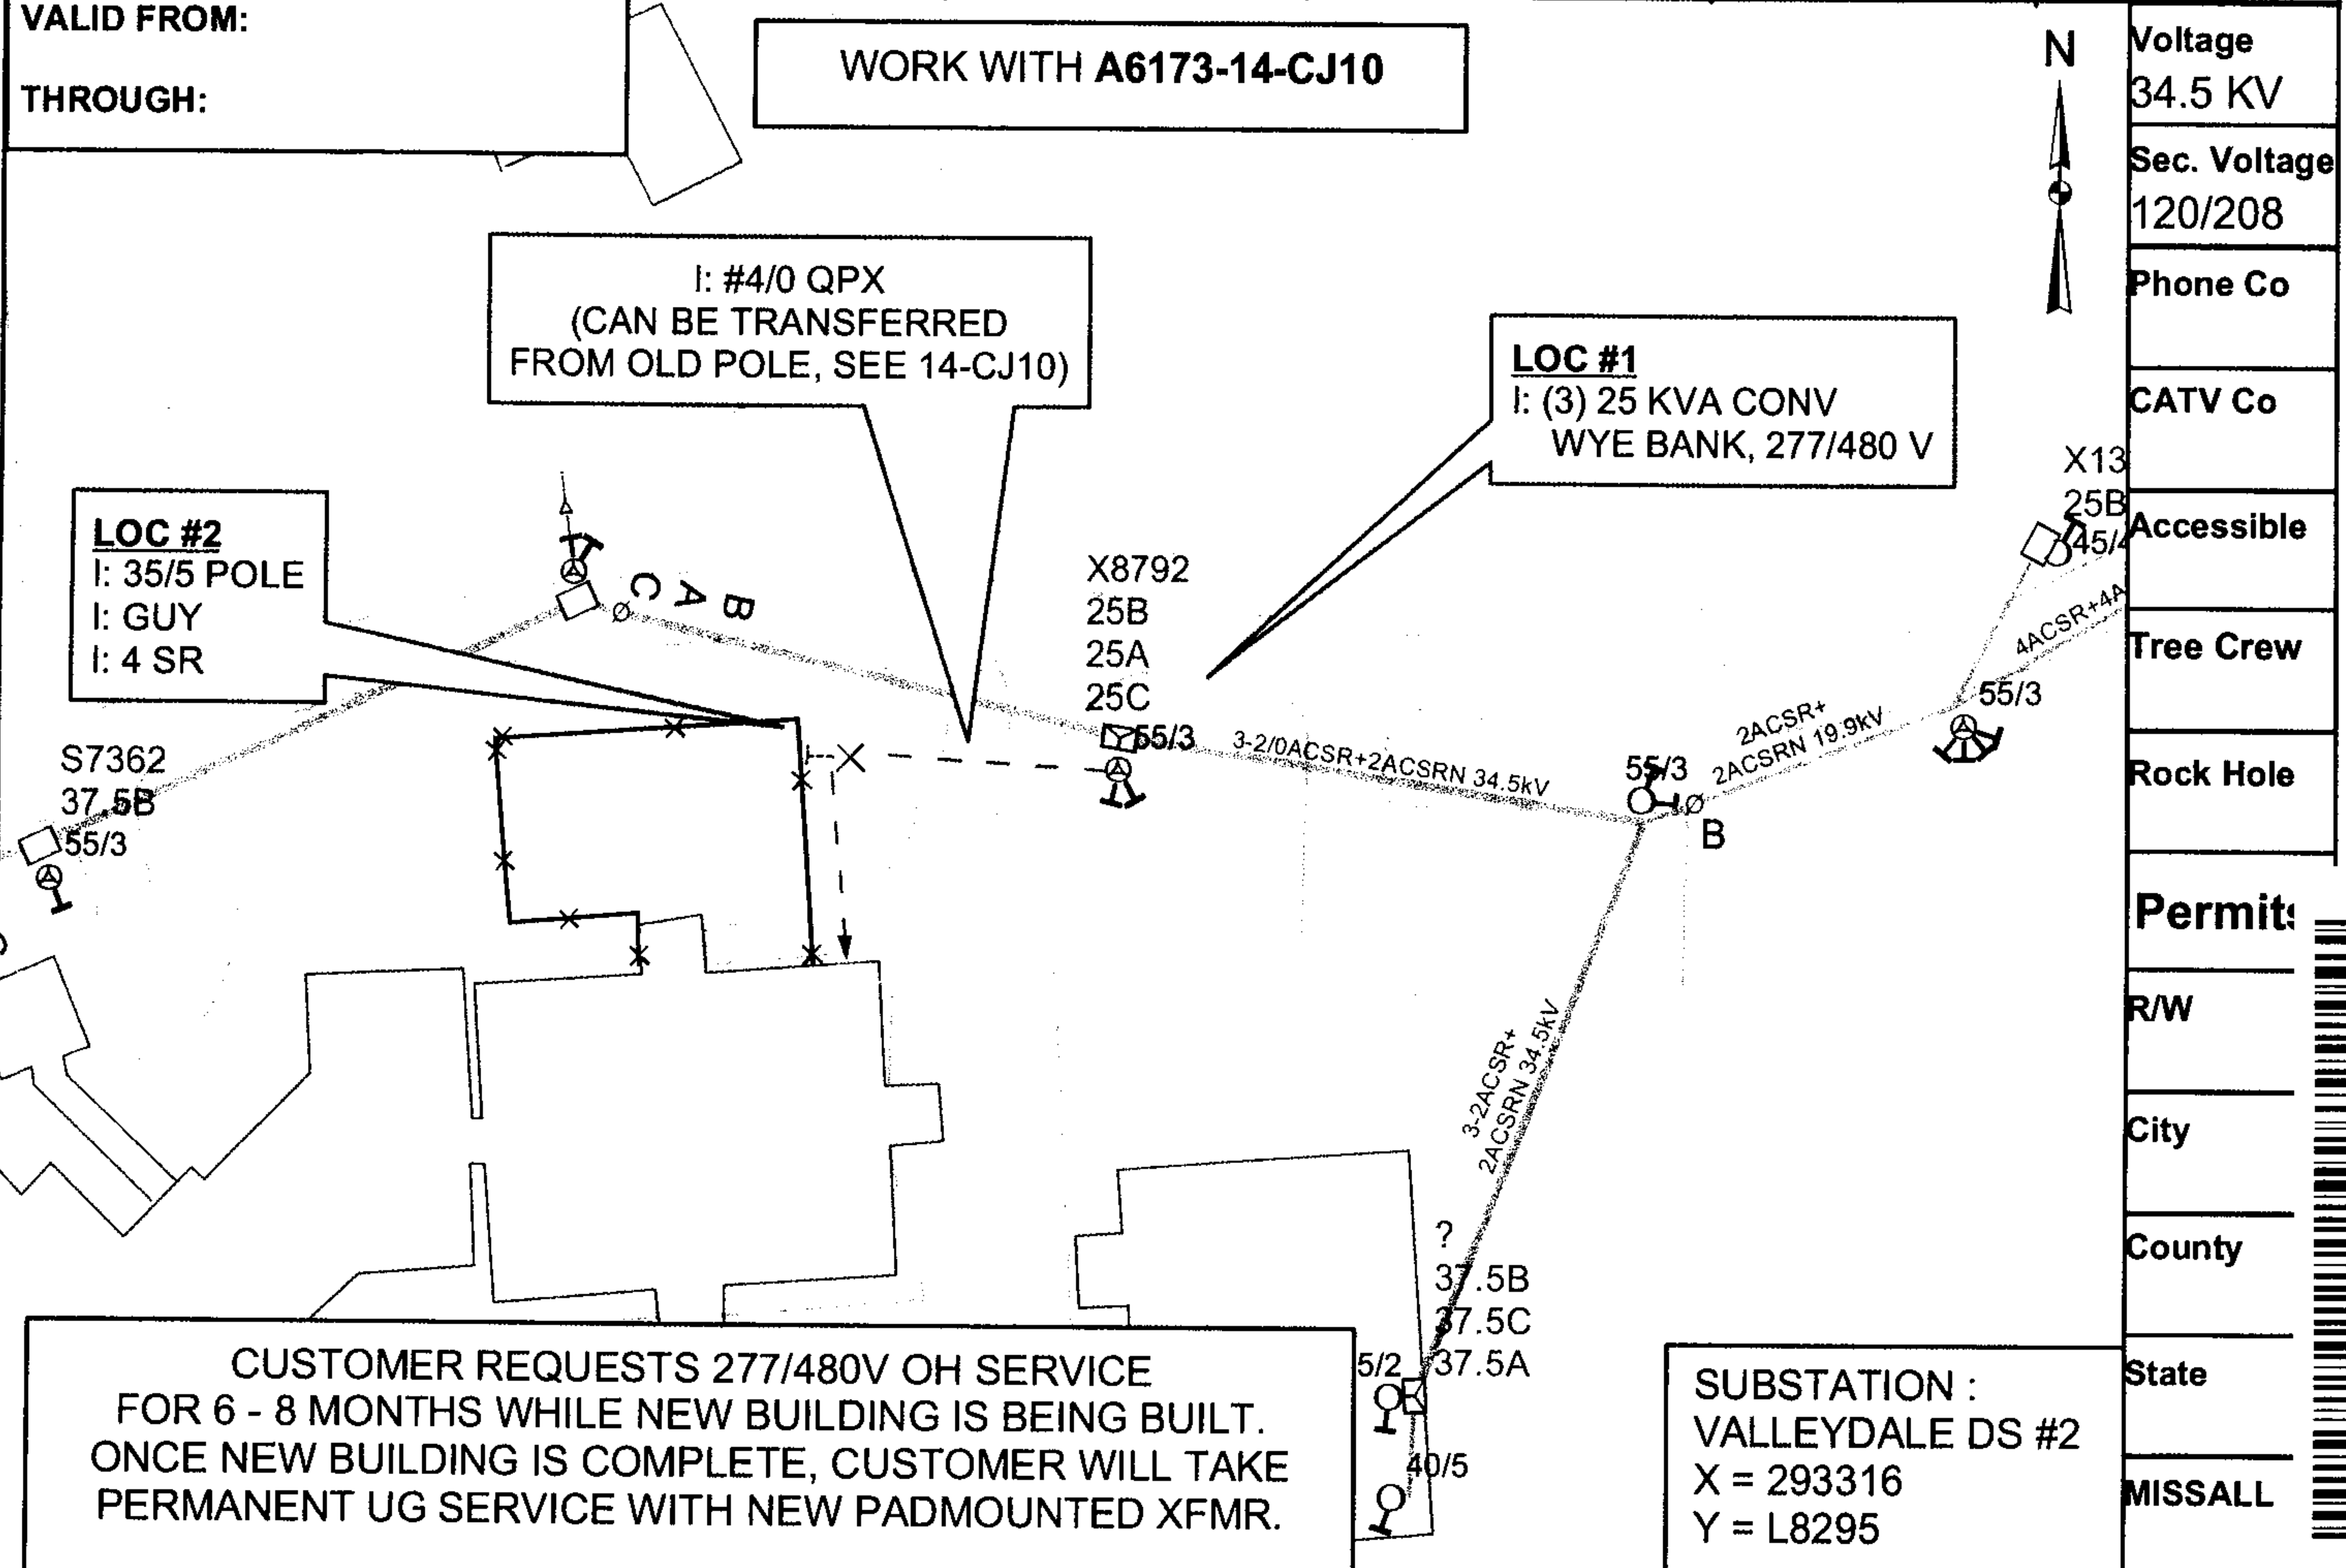 VALID FROM:
THROUGH:
WORK WITH A6173-14-CJ10
N
I: #4/0 QPX
(CAN BE TRANSFERRED
FROM OLD POLE, SEE 14-CJ10)
LOC #1
I: (3) 25 KVA CONV
WYE BANK, 277/480 V
LOC #2
I: 35/5 POLE
I: GUY
I: 4 SR
C A B
X8792
25B
25A
25C
55/3
X13
25B
45/4
4ACSR+4A
55/3
2ACSR+
2ACSRN 19.9kV
3-2/0ACSR+2ACSRN 34.5kV
55/3
B
S7362
37.5B
55/3
3-2ACSR+
2ACSRN 34.5kV
?
37.5B
37.5C
37.5A
5/2
40/5
CUSTOMER REQUESTS 277/480V OH SERVICE
FOR 6 - 8 MONTHS WHILE NEW BUILDING IS BEING BUILT.
ONCE NEW BUILDING IS COMPLETE, CUSTOMER WILL TAKE
PERMANENT UG SERVICE WITH NEW PADMOUNTED XFMR.
SUBSTATION :
VALLEYDALE DS #2
X = 293316
Y = L8295
Voltage
34.5 KV
Sec. Voltage
120/208
Phone Co
CATV Co
Accessible
Tree Crew
Rock Hole
Permits
R/W
City
County
State
MISSALL